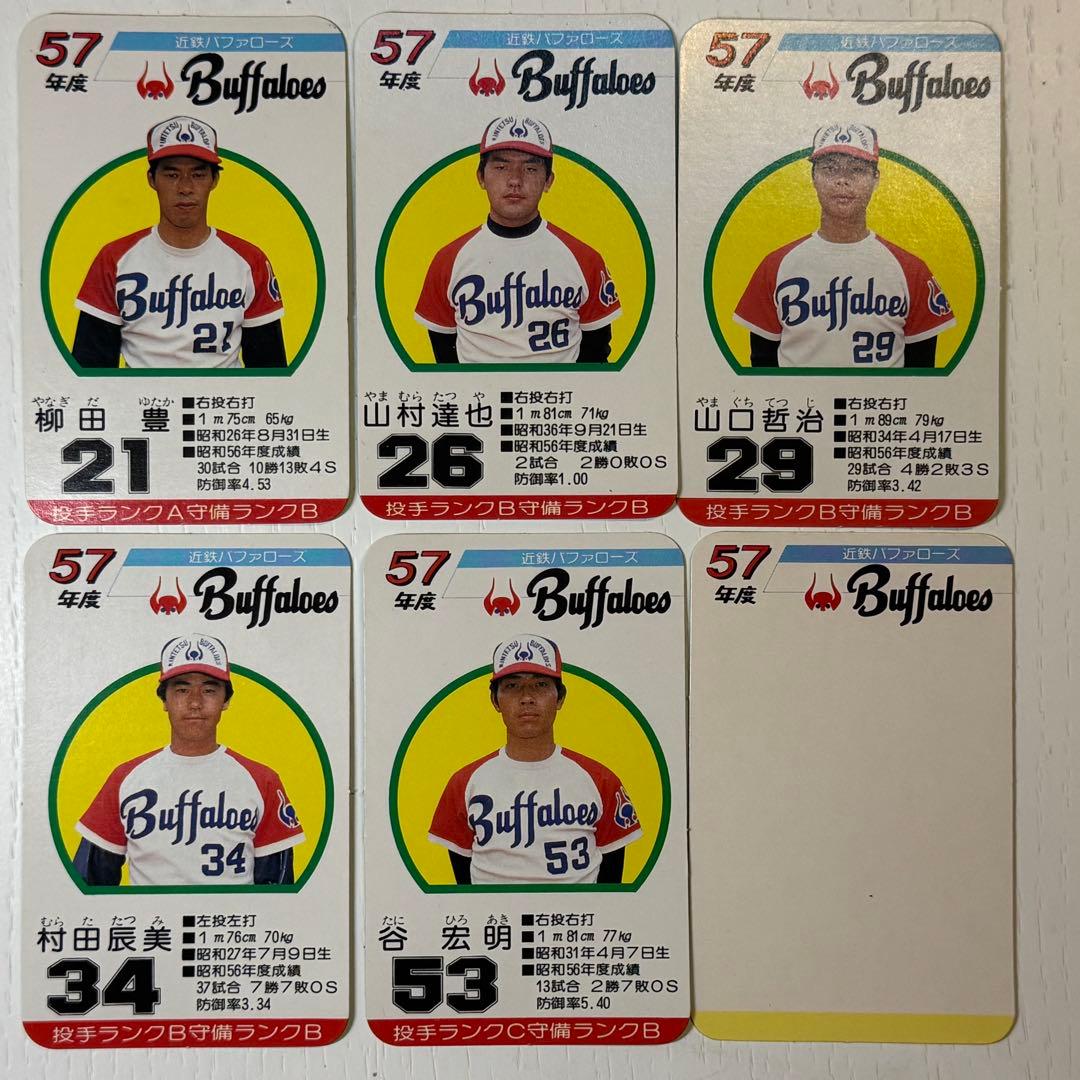 57
年度
近鉄バファローズ
Buffaloes
KINTETSU BUFFALOES
Buffaloes
21
やなぎ だ ゆたか
柳田 豊
21
■右投右打
■1m75cm 65kg
■昭和26年8月31日生
■昭和56年度成績
30試合 10勝13敗4S
防御率4.53
投手ランクA守備ランクB
57
年度
近鉄バファローズ
Buffaloes
KINTETSU BUFFALOES
Buffaloes
26
やま むら たつ や
山村達也
26
■右投右打
■1m81cm 71kg
■昭和36年9月21日生
■昭和56年度成績
2試合 2勝0敗0S
防御率1.00
投手ランクB守備ランクB
57
年度
近鉄バファローズ
Buffaloes
KINTETSU BUFFALOES
Buffaloes
29
やま ぐち てつ じ
山口哲治
29
■右投右打
■1m89cm 79kg
■昭和34年4月17日生
■昭和56年度成績
29試合 4勝2敗3S
防御率3.42
投手ランクB守備ランクB
57
年度
近鉄バファローズ
Buffaloes
KINTETSU BUFFALOES
Buffaloes
34
むら た たつ み
村田辰美
34
■左投左打
■1m76cm 70kg
■昭和27年7月9日生
■昭和56年度成績
37試合 7勝7敗0S
防御率3.34
投手ランクB守備ランクB
57
年度
近鉄バファローズ
Buffaloes
KINTETSU BUFFALOES
Buffaloes
53
たに ひろ あき
谷 宏明
53
■右投右打
■1m81cm 77kg
■昭和31年4月7日生
■昭和56年度成績
13試合 2勝7敗0S
防御率5.40
投手ランクC守備ランクB
57
年度
近鉄バファローズ
Buffaloes